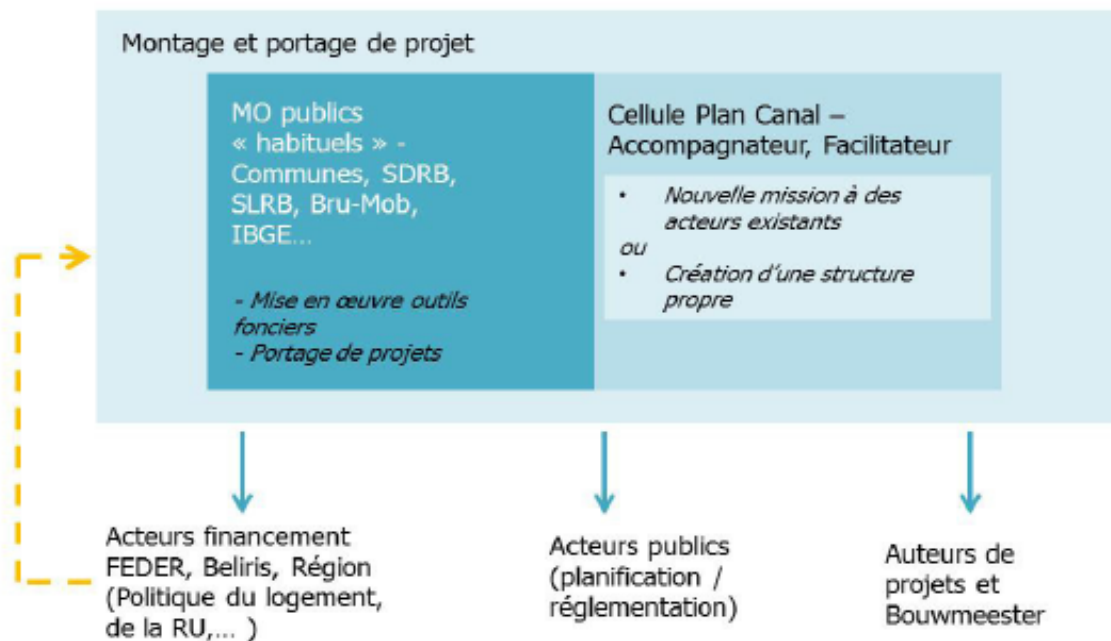 Montage et portage de projet
MO publics
« habituels » -
Communes, SDRB,
SLRB, Bru-Mob,
IBGE...
- Mise en œuvre outils
fonciers
- Portage de projets
Cellule Plan Canal –
Accompagnateur, Facilitateur
• Nouvelle mission à des
acteurs existants
ou
• Création d'une structure
propre
Acteurs financement
FEDER, Beliris, Région
(Politique du logement,
de la RU,... )
Acteurs publics
(planification /
réglementation)
Auteurs de
projets et
Bouwmeester